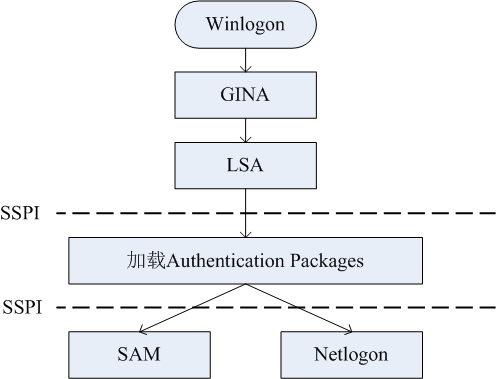 Winlogon
GINA
LSA
SSPI
加载Authentication Packages
SSPI
SAM
Netlogon